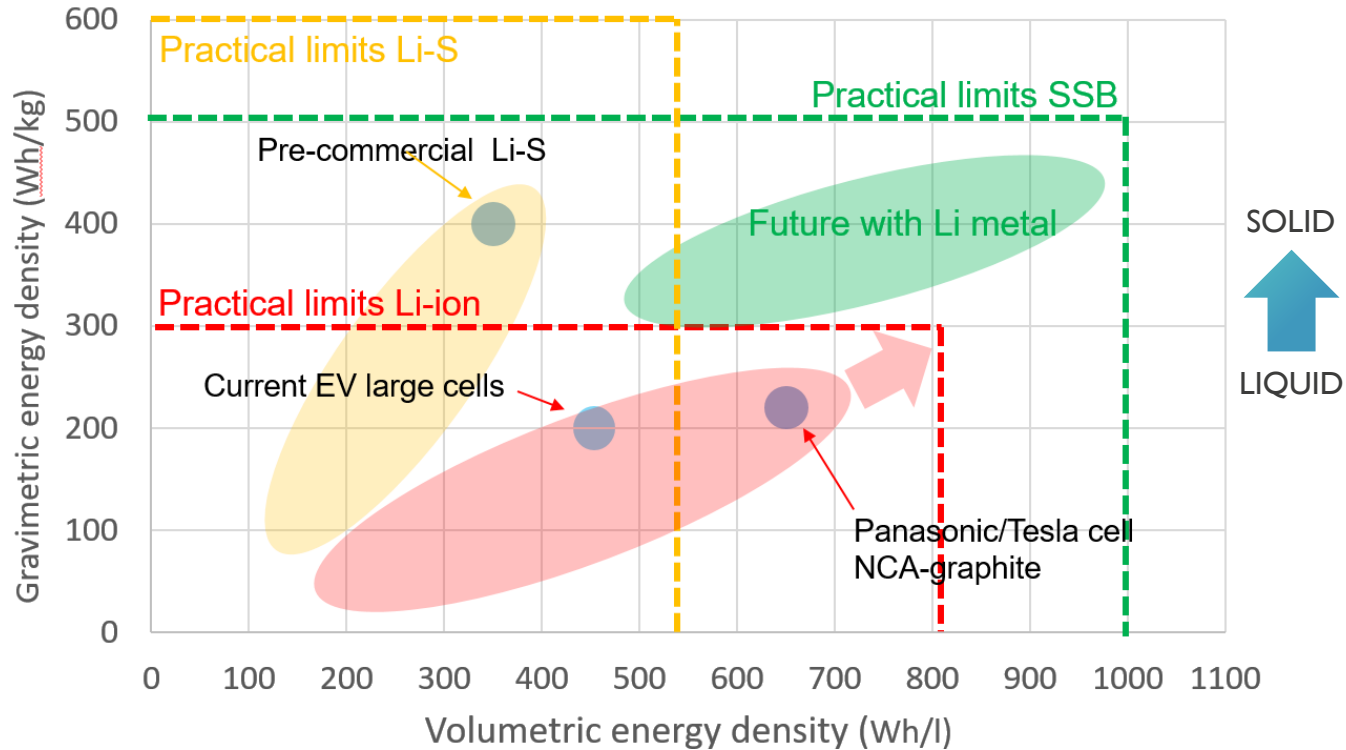 Gravimetric energy density (Wh/kg)
600
500
400
300
200
100
0
Practical limits Li-S
Practical limits SSB
Pre-commercial Li-S
Future with Li metal
Practical limits Li-ion
Current EV large cells
Panasonic/Tesla cell
NCA-graphite
SOLID
LIQUID
0 100 200 300 400 500 600 700 800 900 1000 1100
Volumetric energy density (Wh/l)